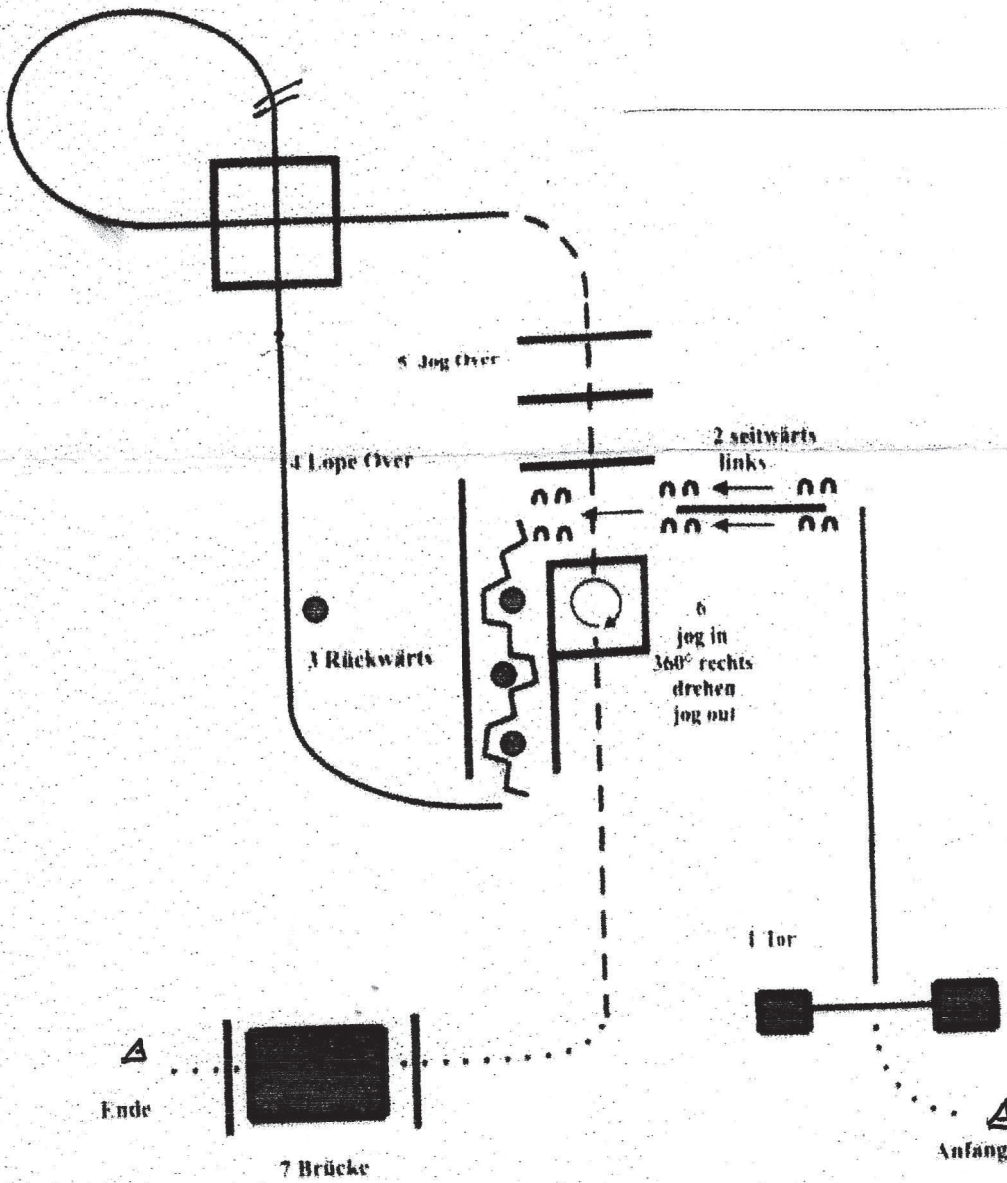 5 Jog Over
4 Lope Over
2 seitwärts
links
3 Rückwärts
6
jog in
360° rechts
drehen
jog out
1 Tor
Ende
Anfang
7 Brücke